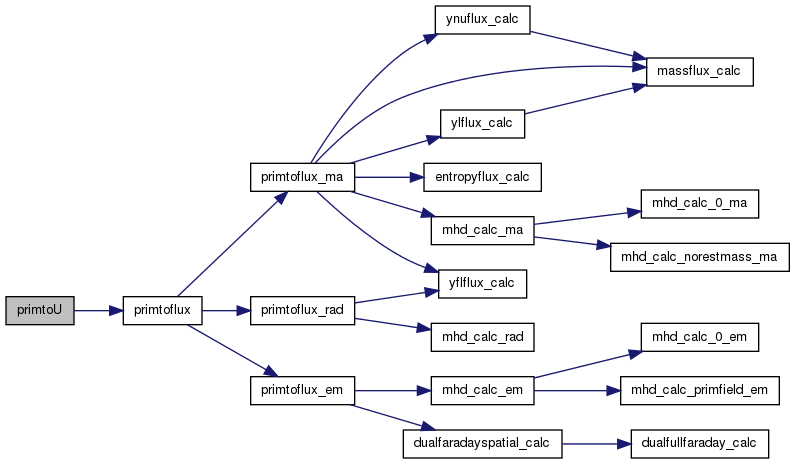 primtoU
primtoflux
primtoflux_ma
ynuflux_calc
massflux_calc
ylflux_calc
entropyflux_calc
mhd_calc_ma
mhd_calc_0_ma
mhd_calc_norestmass_ma
yflflux_calc
primtoflux_rad
mhd_calc_rad
primtoflux_em
mhd_calc_em
mhd_calc_0_em
mhd_calc_primfield_em
dualfaradayspatial_calc
dualfullfaraday_calc